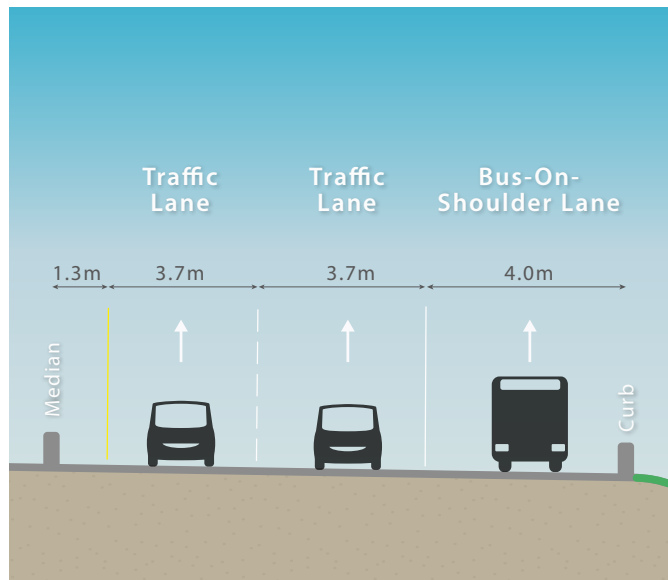 Traffic
Lane
Traffic
Lane
Bus-On-
Shoulder Lane
1.3m
3.7m
3.7m
4.0m
Median
Curb